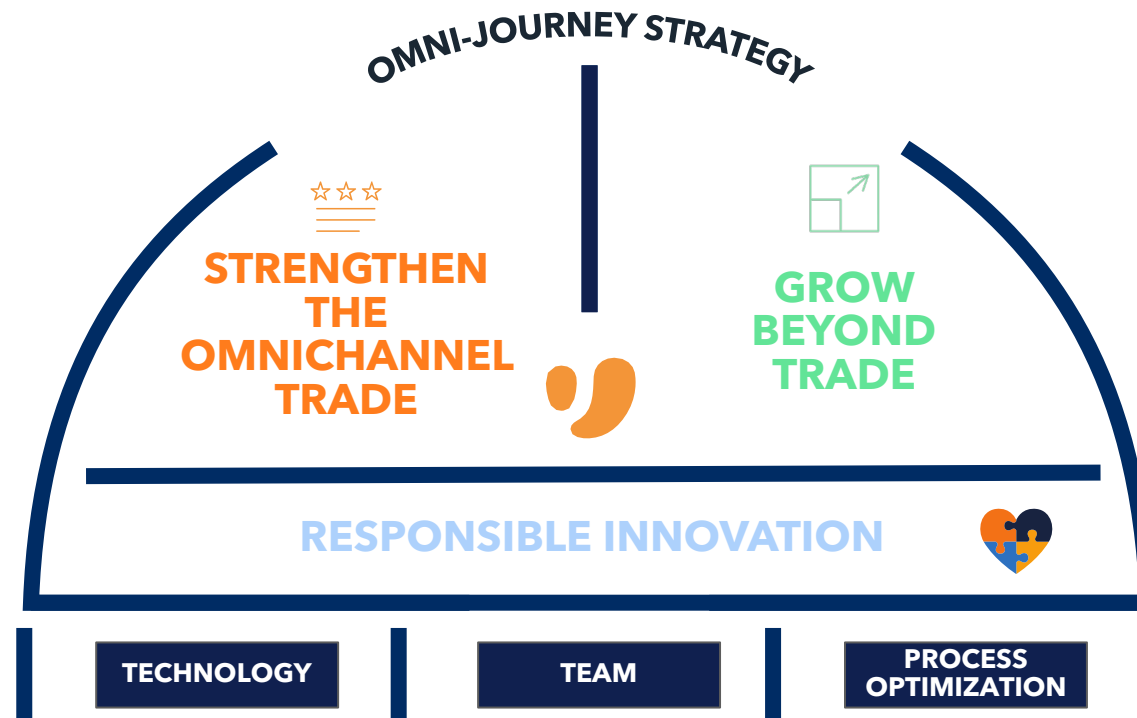 OMNI-JOURNEY STRATEGY
STRENGTHEN
THE
OMNICHANNEL
TRADE
GROW
BEYOND
TRADE
RESPONSIBLE INNOVATION
TECHNOLOGY
TEAM
PROCESS
OPTIMIZATION